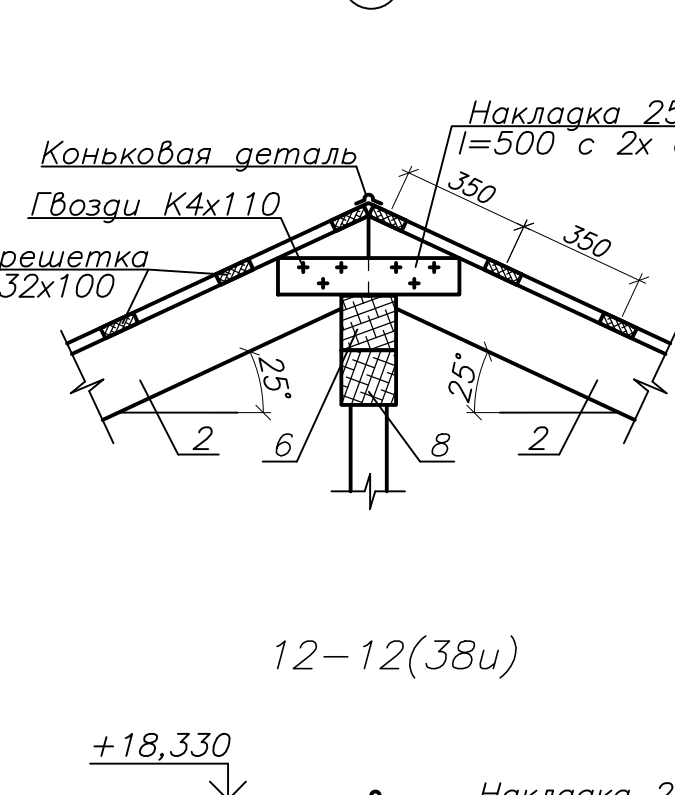 Накладка 25
l=500 с 2х
Коньковая деталь
Гвозди К4х110
решетка
32х100
350
350
25°
25°
2
6
8
2
12-12(38и)
+18,330
Накладка 2